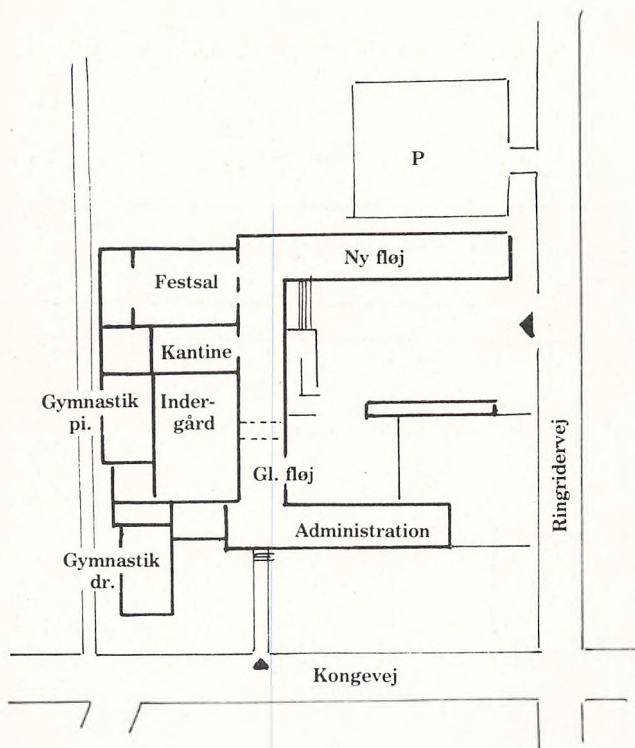 P
Ny fløj
Festsal
Kantine
Gymnastik
pi.
Inder-
gård
Gl. fløj
Ringridervej
Administration
Gymnastik
dr.
Kongevej